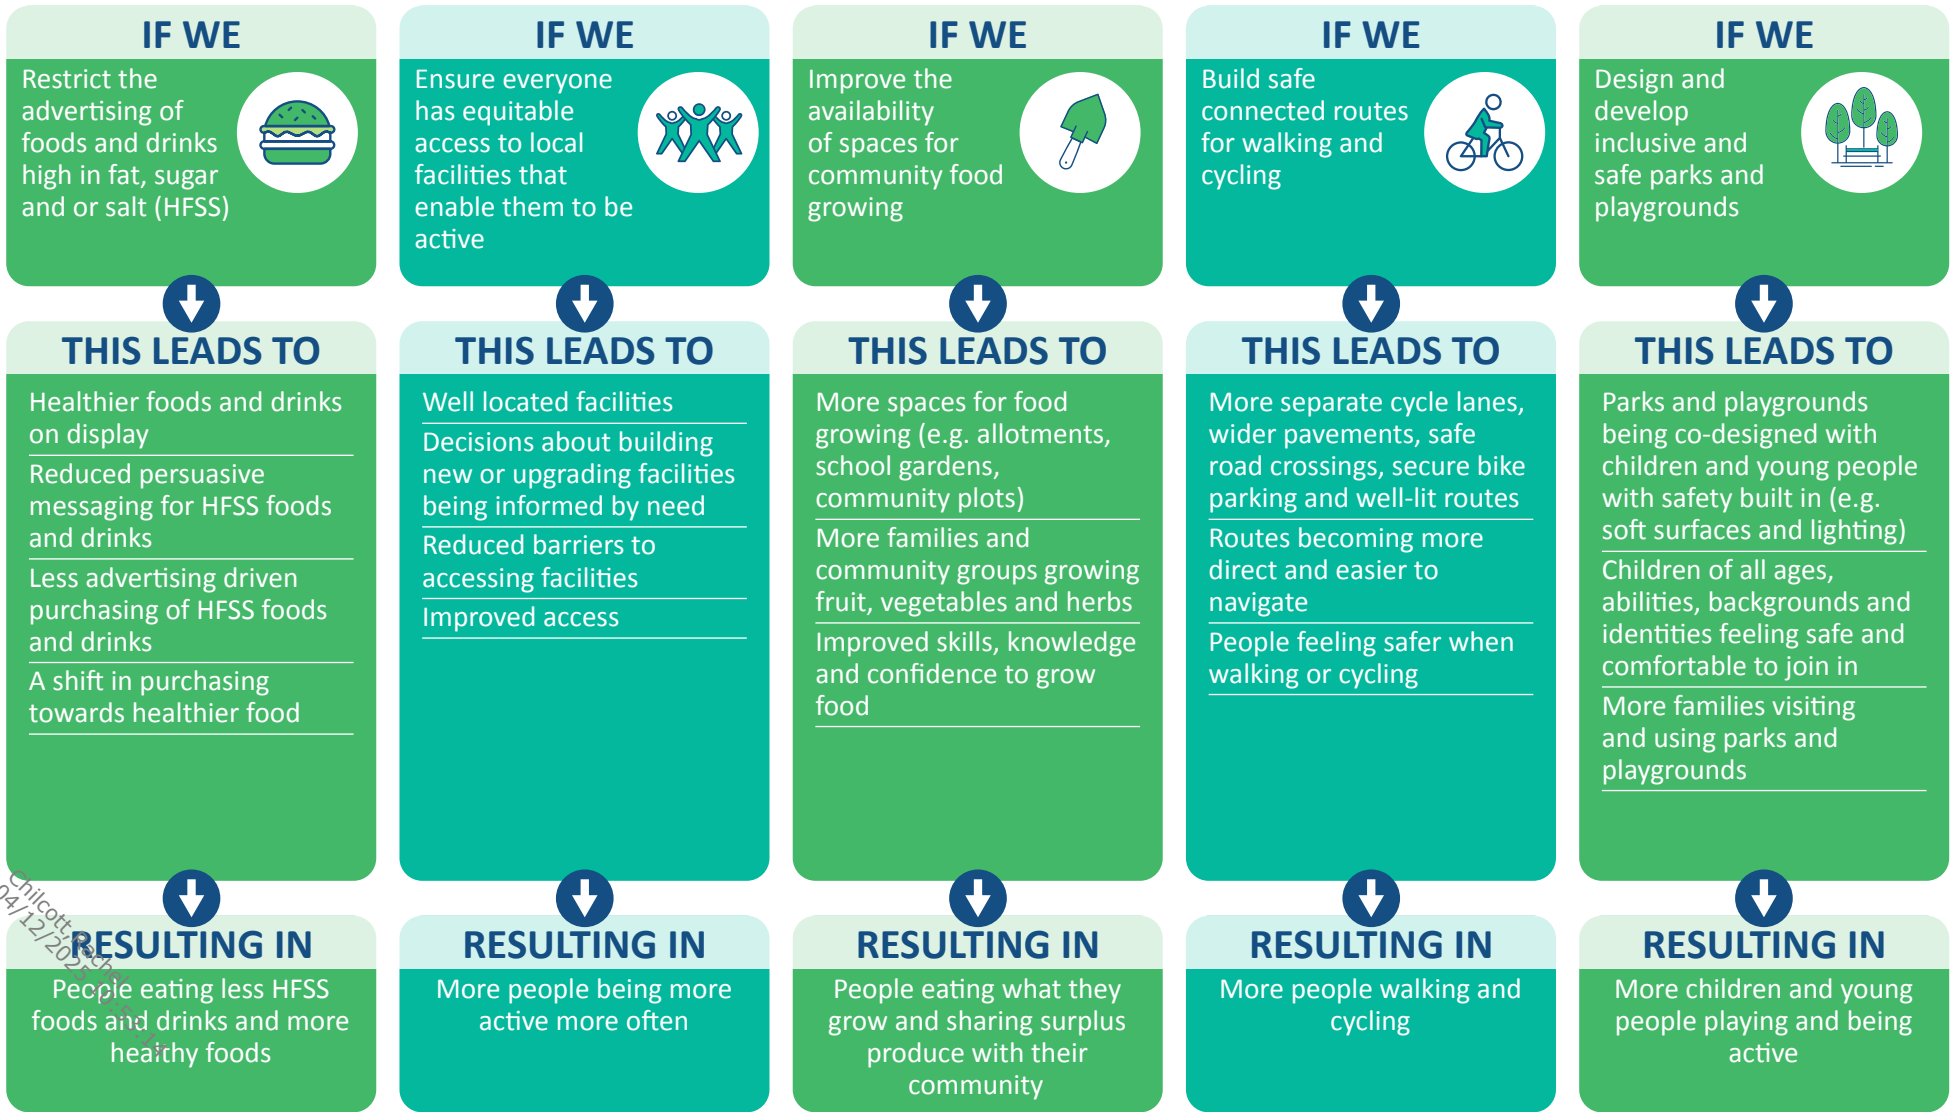 IF WE
Restrict the
advertising of
foods and drinks
high in fat, sugar
and or salt (HFSS)
THIS LEADS TO
Healthier foods and drinks
on display
Reduced persuasive
messaging for HFSS foods
and drinks
Less advertising driven
purchasing of HFSS foods
and drinks
A shift in purchasing
towards healthier food
RESULTING IN
People eating less HFSS
foods and drinks and more
healthy foods
IF WE
Ensure everyone
has equitable
access to local
facilities that
enable them to be
active
THIS LEADS TO
Well located facilities
Decisions about building
new or upgrading facilities
being informed by need
Reduced barriers to
accessing facilities
Improved access
RESULTING IN
More people being more
active more often
IF WE
Improve the
availability
of spaces for
community food
growing
THIS LEADS TO
More spaces for food
growing (e.g. allotments,
school gardens,
community plots)
More families and
community groups growing
fruit, vegetables and herbs
Improved skills, knowledge
and confidence to grow
food
RESULTING IN
People eating what they
grow and sharing surplus
produce with their
community
IF WE
Build safe
connected routes
for walking and
cycling
THIS LEADS TO
More separate cycle lanes,
wider pavements, safe
road crossings, secure bike
parking and well-lit routes
Routes becoming more
direct and easier to
navigate
People feeling safer when
walking or cycling
RESULTING IN
More people walking and
cycling
IF WE
Design and
develop
inclusive and
safe parks and
playgrounds
THIS LEADS TO
Parks and playgrounds
being co-designed with
children and young people
with safety built in (e.g.
soft surfaces and lighting)
Children of all ages,
abilities, backgrounds and
identities feeling safe and
comfortable to join in
More families visiting
and using parks and
playgrounds
RESULTING IN
More children and young
people playing and being
active
Chilcott, Rachel
04/12/2025